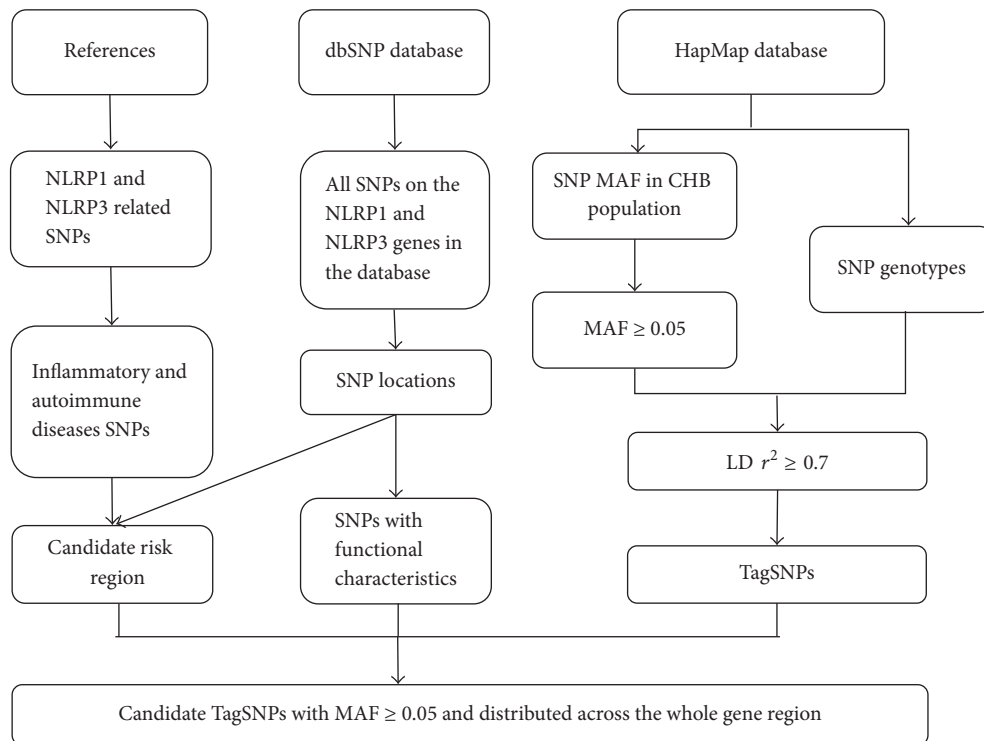 References
dbSNP database
HapMap database
NLRP1 and
NLRP3 related
SNPs
All SNPs on the
NLRP1 and
NLRP3 genes in
the database
SNP MAF in CHB
population
SNP genotypes
MAF ≥ 0.05
Inflammatory and
autoimmune
diseases SNPs
SNP locations
LD r² ≥ 0.7
Candidate risk
region
SNPs with
functional
characteristics
TagSNPs
Candidate TagSNPs with MAF ≥ 0.05 and distributed across the whole gene region